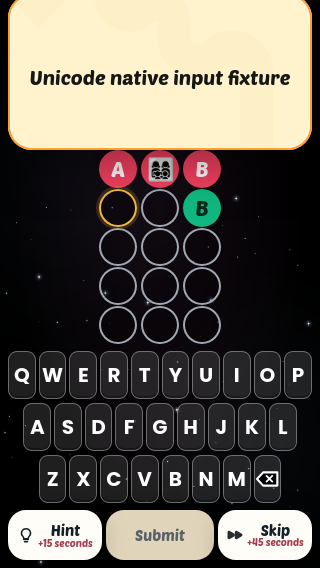 Unicode native input fixture
A 👨‍👩‍👧‍👦 B
B
Q W E R T Y U I O P
A S D F G H J K L
Z X C V B N M
Hint
+15 seconds
Submit
Skip
+45 seconds